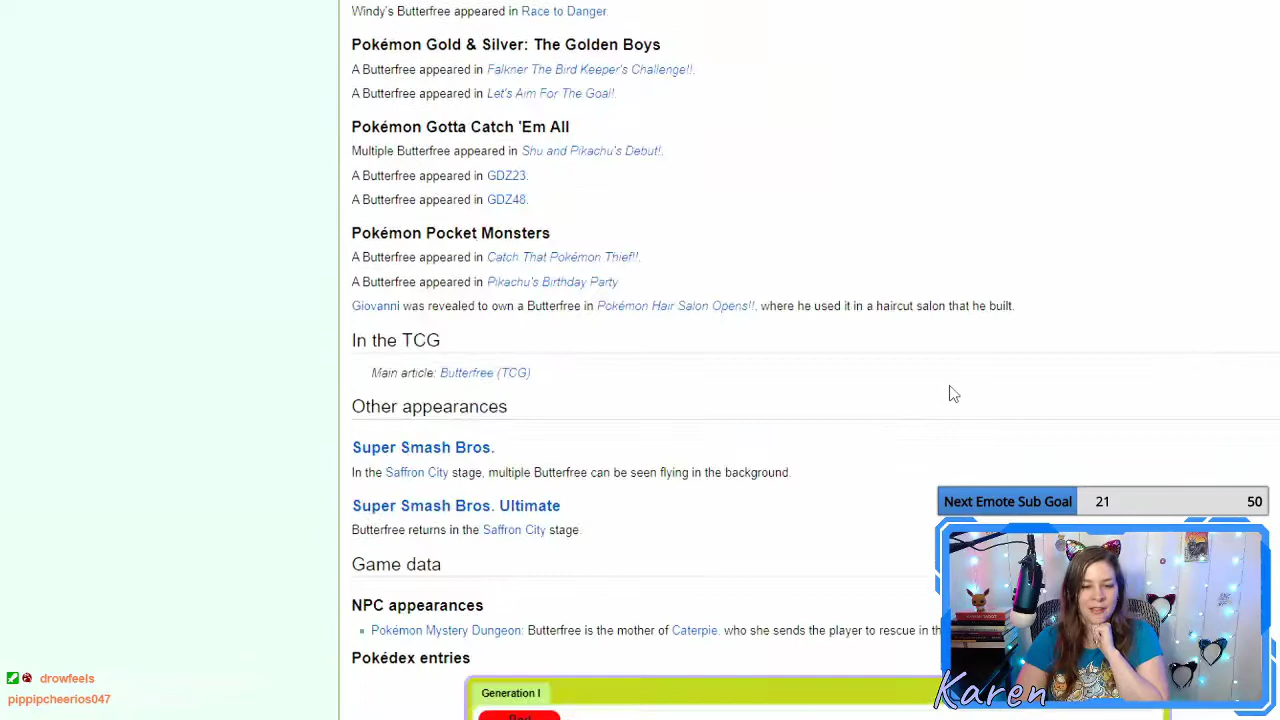 Windy's Butterfree appeared in Race to Danger.
Pokémon Gold & Silver: The Golden Boys
A Butterfree appeared in Falkner The Bird Keeper's Challenge!!.
A Butterfree appeared in Let's Aim For The Goal!!.
Pokémon Gotta Catch 'Em All
Multiple Butterfree appeared in Shu and Pikachu's Debut!.
A Butterfree appeared in GDZ23.
A Butterfree appeared in GDZ48.
Pokémon Pocket Monsters
A Butterfree appeared in Catch That Pokémon Thief!!.
A Butterfree appeared in Pikachu's Birthday Party
Giovanni was revealed to own a Butterfree in Pokémon Hair Salon Opens!!, where he used it in a haircut salon that he built.
In the TCG
Main article: Butterfree (TCG)
Other appearances
Super Smash Bros.
In the Saffron City stage, multiple Butterfree can be seen flying in the background.
Super Smash Bros. Ultimate
Butterfree returns in the Saffron City stage.
Next Emote Sub Goal 21 50
Game data
NPC appearances
Pokémon Mystery Dungeon: Butterfree is the mother of Caterpie, who she sends the player to rescue in
Pokédex entries
Generation I
Red
drowfeels
pippipcheerios047
Karen